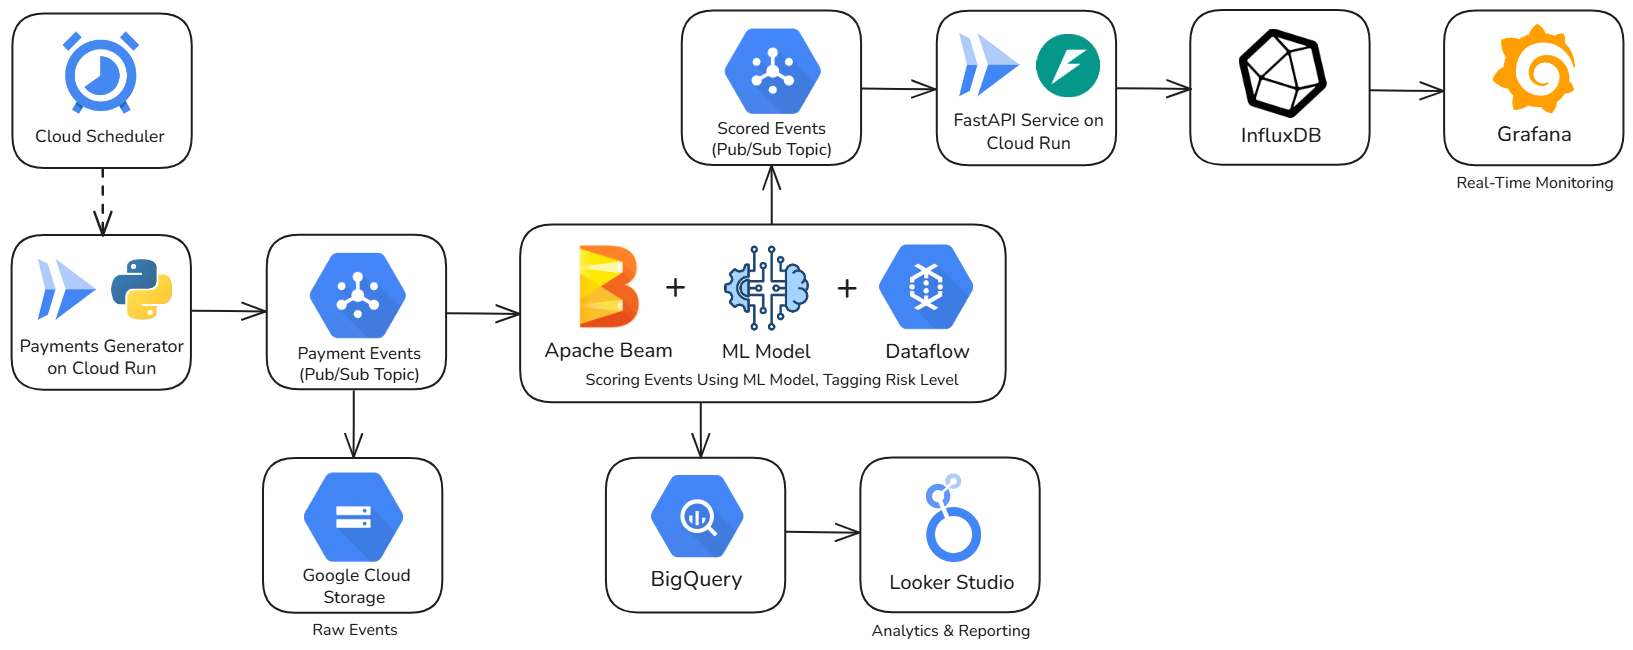 Cloud Scheduler
Scored Events
(Pub/Sub Topic)
FastAPI Service on
Cloud Run
InfluxDB
Grafana
Real-Time Monitoring
Payments Generator
on Cloud Run
Payment Events
(Pub/Sub Topic)
+
+
Apache Beam
ML Model
Dataflow
Scoring Events Using ML Model, Tagging Risk Level
Google Cloud
Storage
Raw Events
BigQuery
Looker Studio
Analytics & Reporting